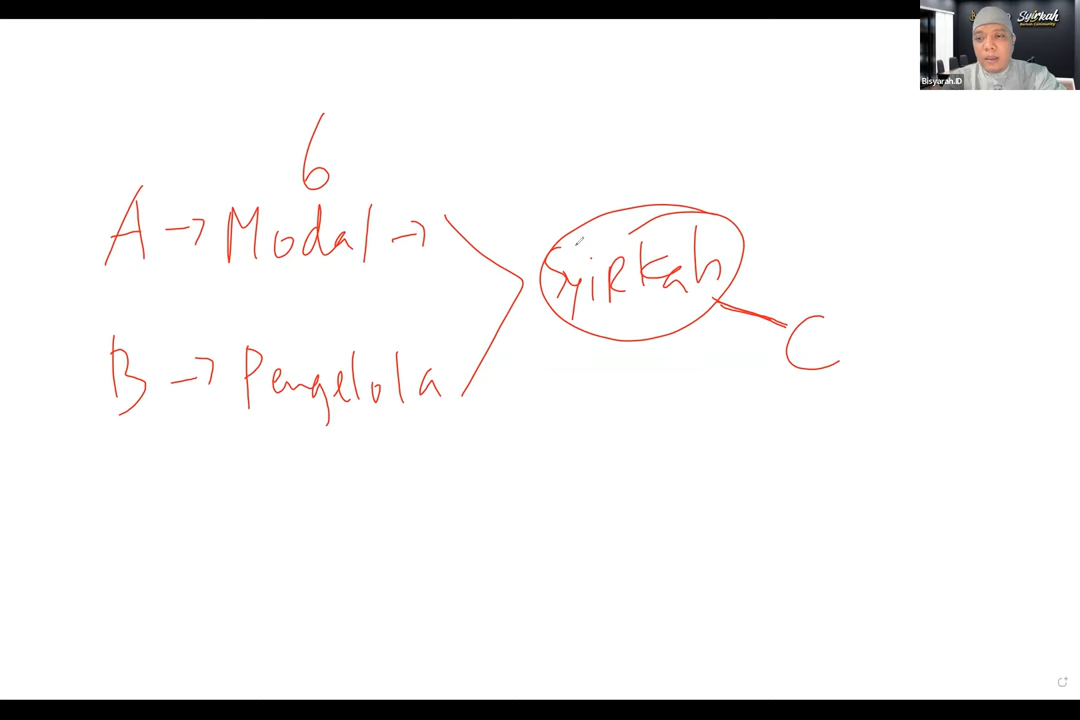 Syirkah
Bisyarah.ID
6
A → Modal →
B → Pengelola
Syirkah
C